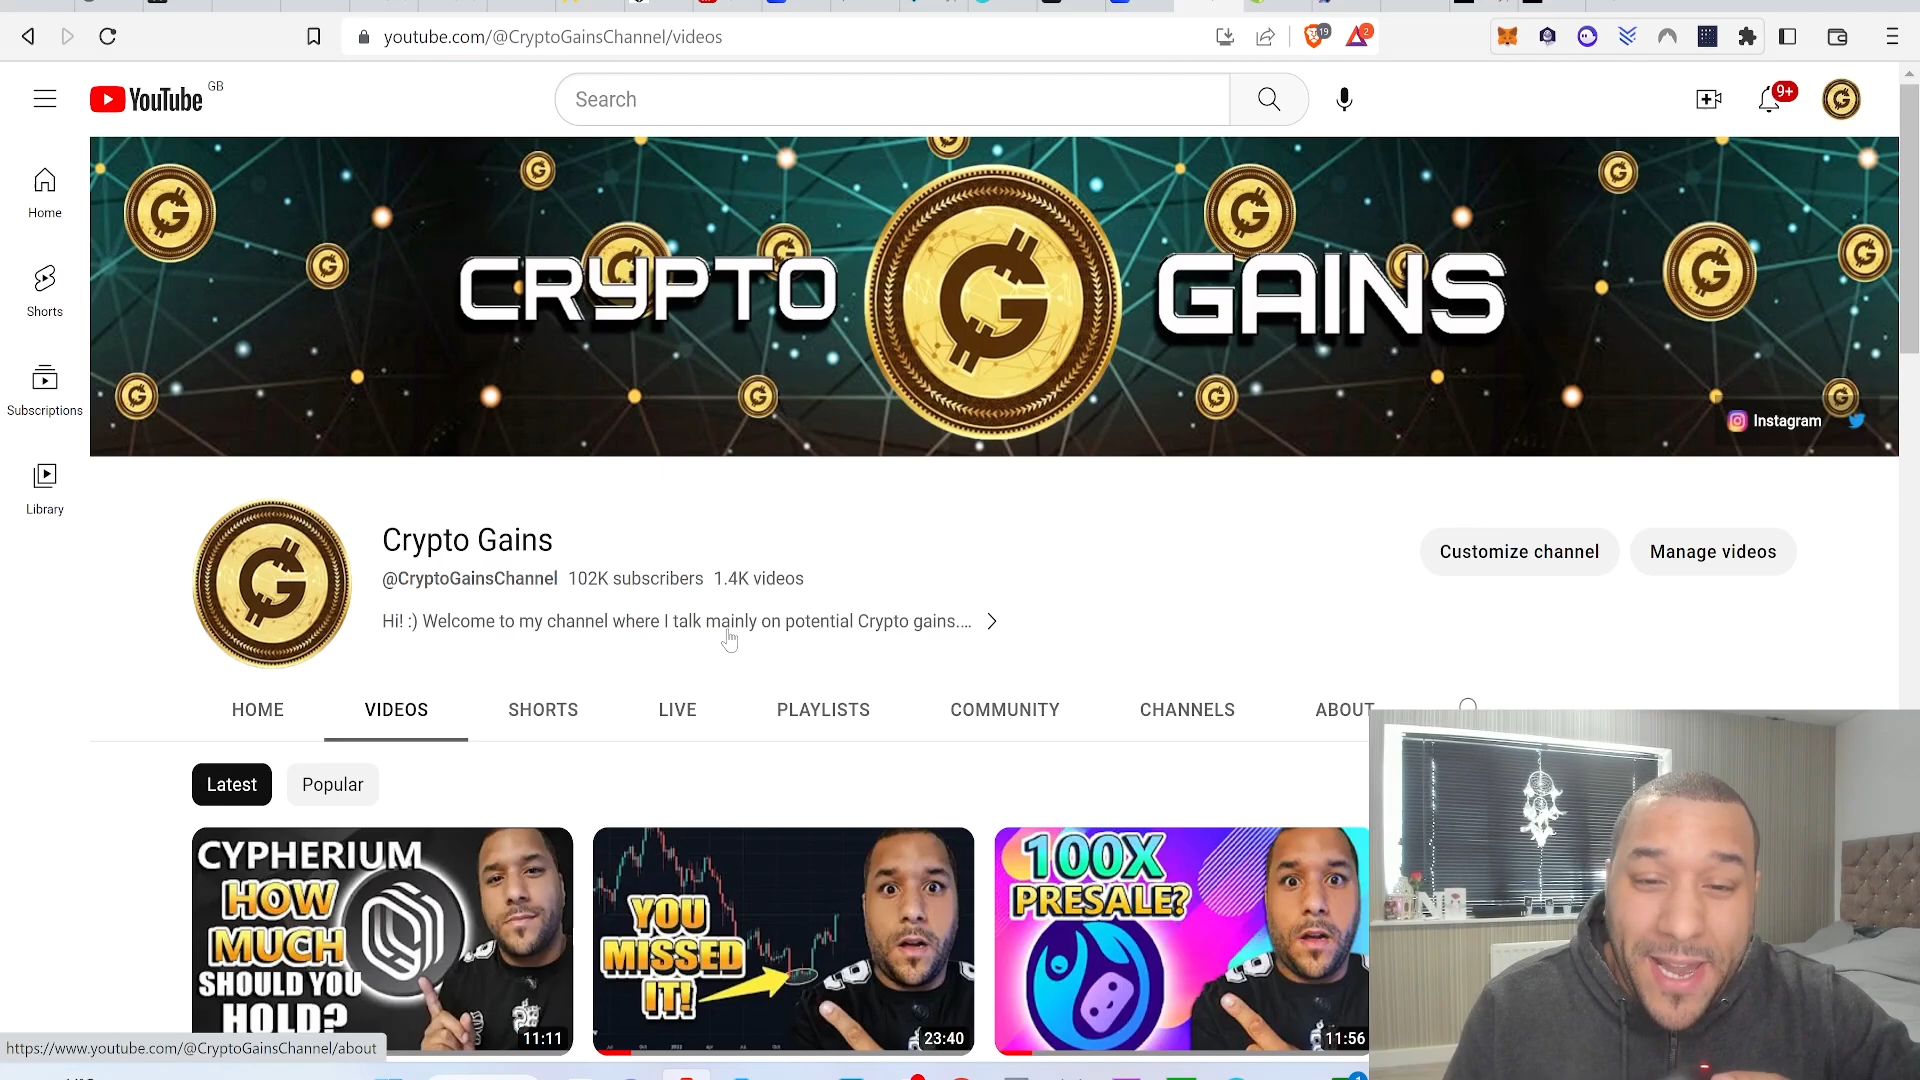 youtube.com/@CryptoGainsChannel/videos
19
2
YouTube GB
Search
9+
Home
Shorts
Subscriptions
Library
CRYPTO G GAINS
Instagram
Crypto Gains
@CryptoGainsChannel 102K subscribers 1.4K videos
Hi! :) Welcome to my channel where I talk mainly on potential Crypto gains....
Customize channel
Manage videos
HOME VIDEOS SHORTS LIVE PLAYLISTS COMMUNITY CHANNELS ABOUT
Latest Popular
CYPHERIUM
HOW
MUCH
SHOULD YOU
HOLD?
11:11
YOU
MISSED
IT!
23:40
100X
PRESALE?
11:56
https://www.youtube.com/@CryptoGainsChannel/about